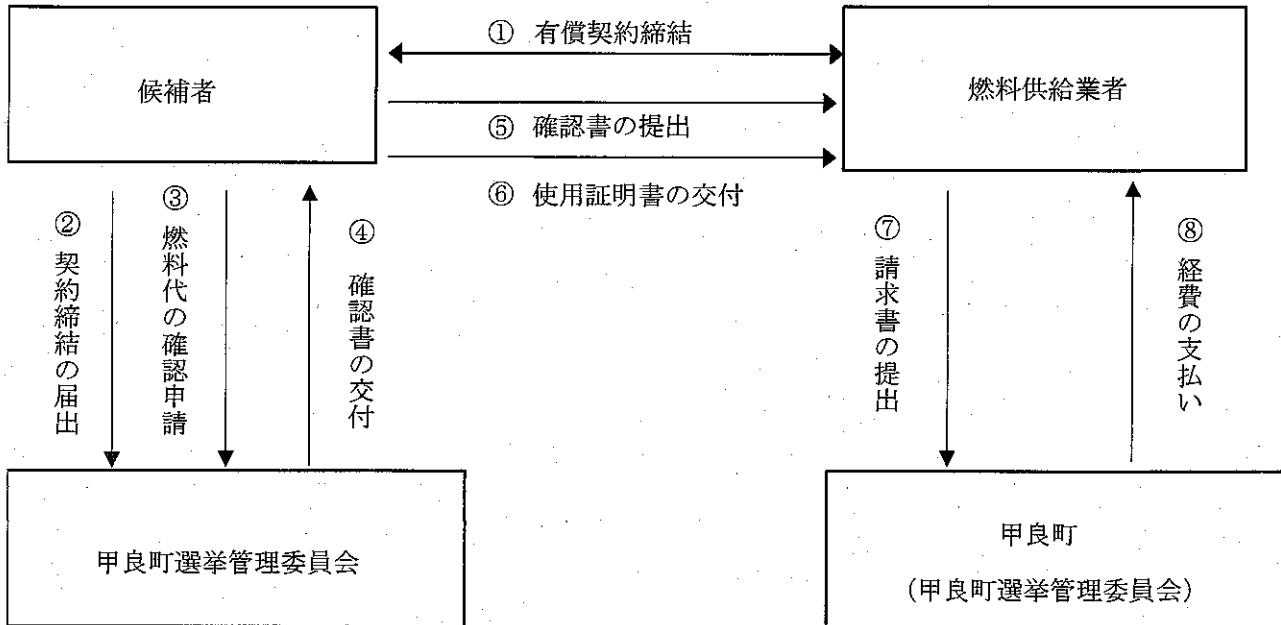 ① 有償契約締結
候補者
燃料供給業者
⑤ 確認書の提出
⑥ 使用証明書の交付
② 契約締結の届出
③ 燃料代の確認申請
④ 確認書の交付
⑦ 請求書の提出
⑧ 経費の支払い
甲良町選挙管理委員会
甲良町
(甲良町選挙管理委員会)